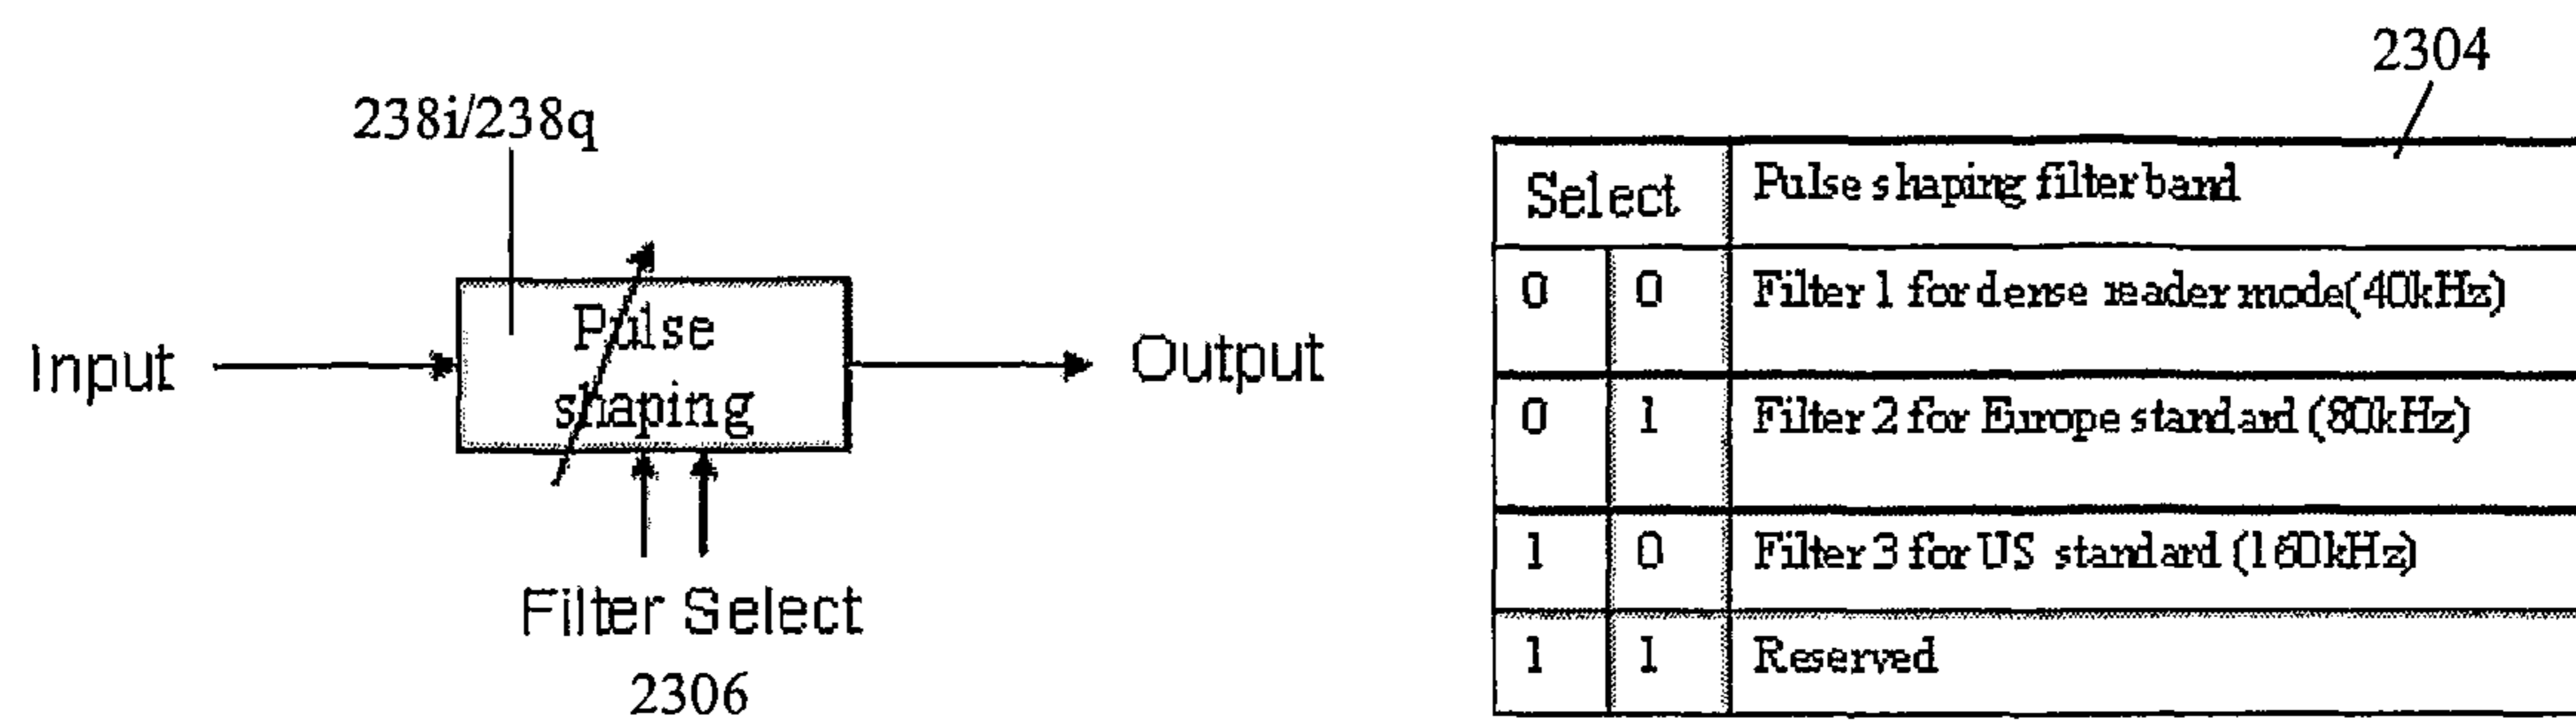 2304
238i/238q
Select Pulse shaping filter band
Input Pulse shaping Output
0 0 Filter 1 for dense reader mode(40kHz)
0 1 Filter 2 for Europe standard (80kHz)
1 0 Filter 3 for US standard (160kHz)
1 1 Reserved
Filter Select
2306